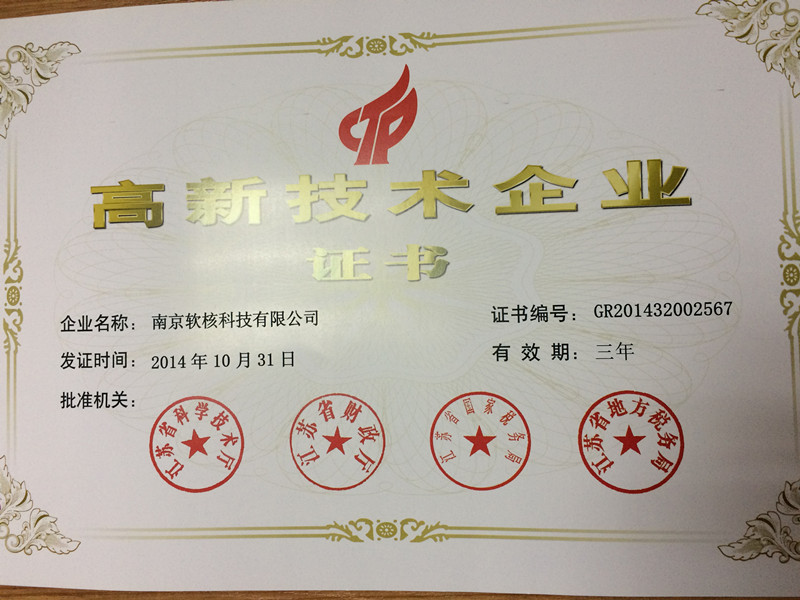 CTP
高新技术企业
证书
企业名称：南京软核科技有限公司
证书编号：GR201432002567
发证时间：2014年10月31日
有效期：三年
批准机关：
江苏省科学技术厅
江苏省财政厅
江苏省国家税务局
江苏省地方税务局